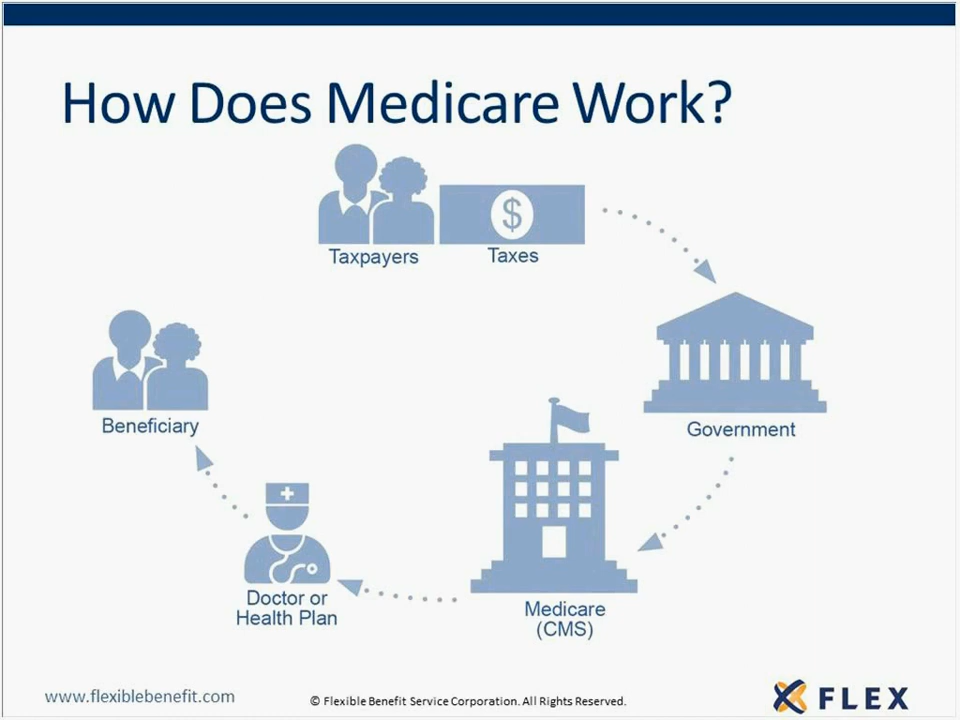 How Does Medicare Work?
$
Taxpayers
Taxes
Government
Beneficiary
Doctor or
Health Plan
Medicare
(CMS)
www.flexiblebenefit.com
© Flexible Benefit Service Corporation. All Rights Reserved.
FLEX